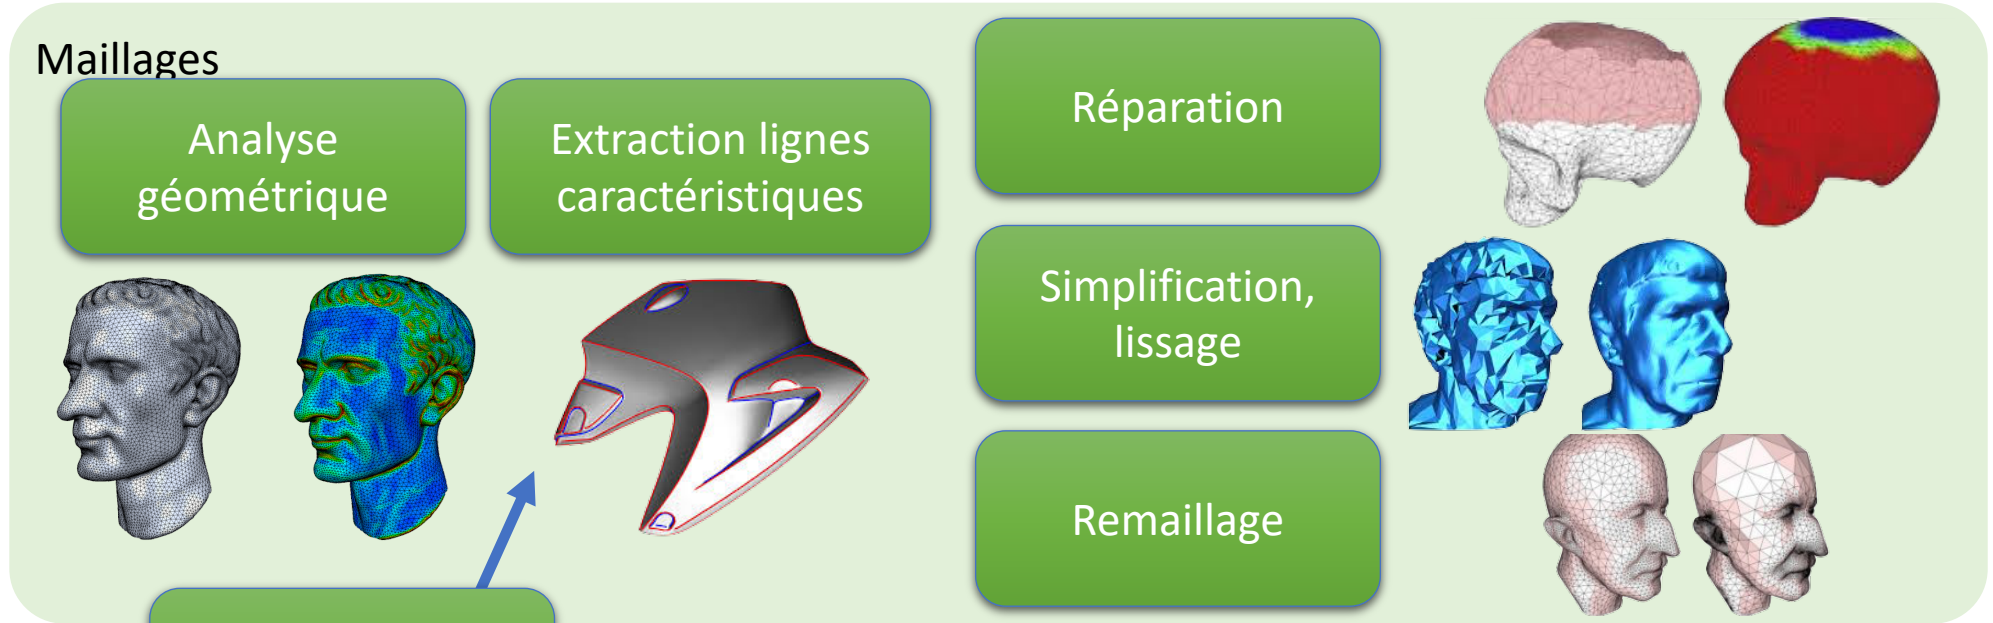 Maillages
Analyse
géométrique
Extraction lignes
caractéristiques
Réparation
Simplification,
lissage
Remaillage